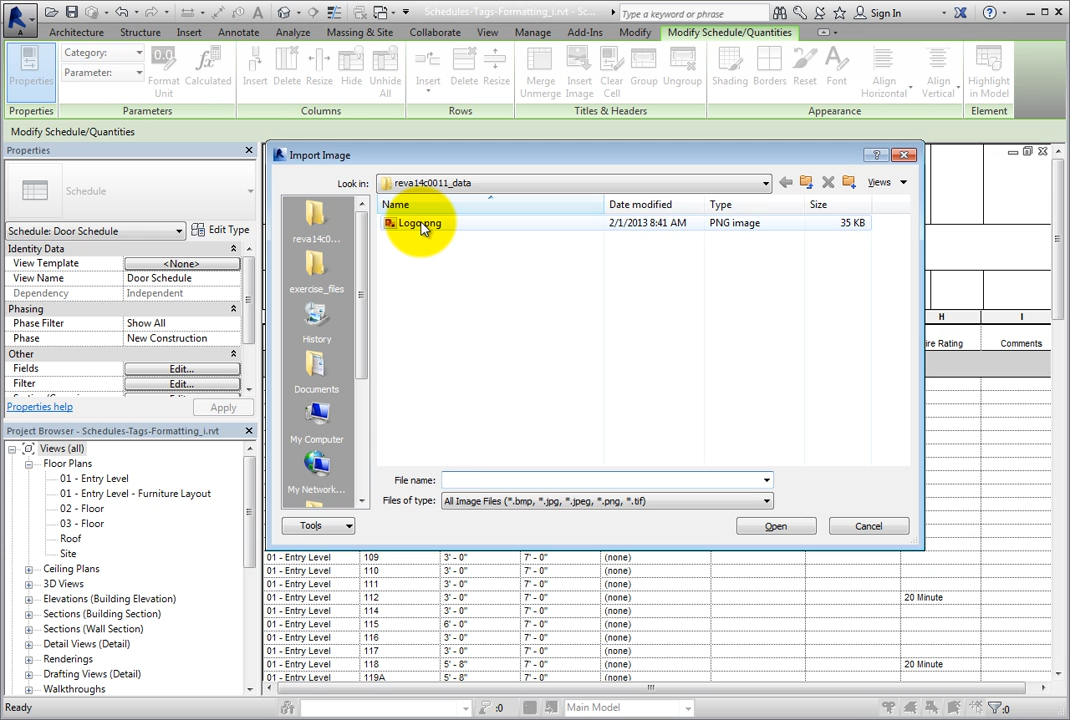 Schedules-Tags-Formatting_i.rvt
Type a keyword or phrase
Sign In
Architecture Structure Insert Annotate Analyze Massing & Site Collaborate View Manage Add-Ins Modify Modify Schedule/Quantities
Properties
Category:
Parameter:
Calculated
Insert Delete Resize Hide Unhide All
Insert Delete Resize
Merge Unmerge Insert Image Clear Cell Group Ungroup
Shading Borders Reset Font Align Horizontal Align Vertical
Highlight in Model
Properties Parameters Columns Rows Titles & Headers Appearance Element
Modify Schedule/Quantities
Properties
Schedule
Schedule: Door Schedule
Edit Type
Identity Data
View Template <None>
View Name Door Schedule
Dependency Independent
Phasing
Phase Filter Show All
Phase New Construction
Other
Fields Edit...
Filter Edit...
Properties help
Apply
Project Browser - Schedules-Tags-Formatting_i.rvt
Views (all)
Floor Plans
01 - Entry Level
01 - Entry Level - Furniture Layout
02 - Floor
03 - Floor
Roof
Site
Ceiling Plans
3D Views
Elevations (Building Elevation)
Sections (Building Section)
Sections (Wall Section)
Detail Views (Detail)
Renderings
Drafting Views (Detail)
Walkthroughs
Import Image
Look in:
reva14c0011_data
Views
reva14c0...
exercise_files
History
Documents
My Computer
My Network...
Name Date modified Type Size
Logo.png 2/1/2013 8:41 AM PNG image 35 KB
File name:
Files of type:
All Image Files (*.bmp, *.jpg, *.jpeg, *.png, *.tif)
Tools
Open
Cancel
H I
ire Rating Comments
01 - Entry Level 109 3' - 0" 7' - 0" (none)
01 - Entry Level 110 3' - 0" 7' - 0" (none)
01 - Entry Level 111 3' - 0" 7' - 0" (none)
01 - Entry Level 112 3' - 0" 7' - 0" (none) 20 Minute
01 - Entry Level 114 3' - 0" 7' - 0" (none)
01 - Entry Level 115 6' - 0" 7' - 0" (none)
01 - Entry Level 116 3' - 0" 7' - 0" (none)
01 - Entry Level 117 3' - 0" 7' - 0" (none)
01 - Entry Level 118 5' - 8" 7' - 0" (none) 20 Minute
01 - Entry Level 119A 5' - 8" 7' - 0" (none)
Ready
:0
Main Model
:0